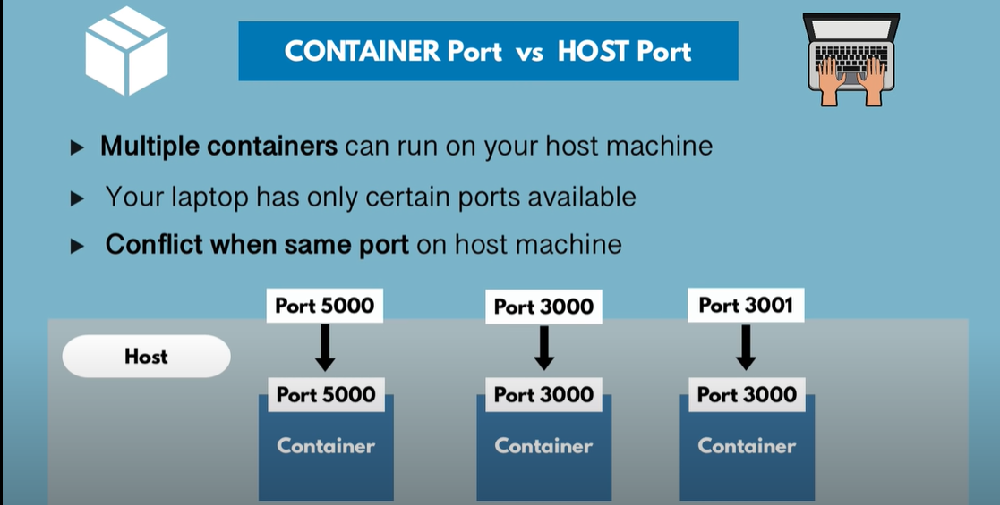 CONTAINER Port vs HOST Port
Multiple containers can run on your host machine
Your laptop has only certain ports available
Conflict when same port on host machine
Port 5000
Port 3000
Port 3001
Host
Port 5000
Port 3000
Port 3000
Container
Container
Container